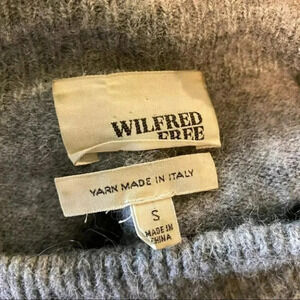 WILFRED
FREE
YARN MADE IN ITALY
S
MADE IN
CHINA